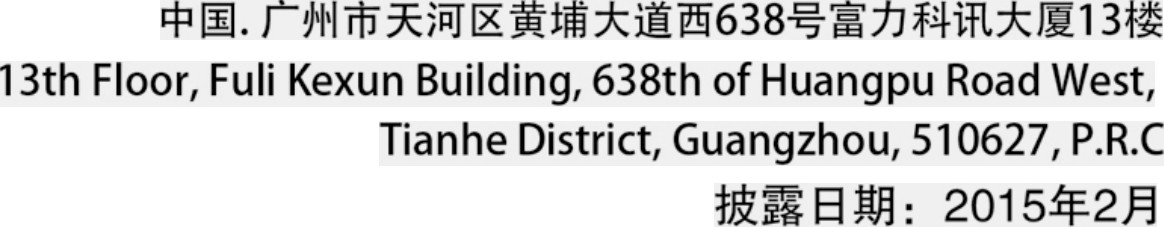 中国. 广州市天河区黄埔大道西638号富力科讯大厦13楼
13th Floor, Fuli Kexun Building, 638th of Huangpu Road West,
Tianhe District, Guangzhou, 510627, P.R.C
披露日期：2015年2月